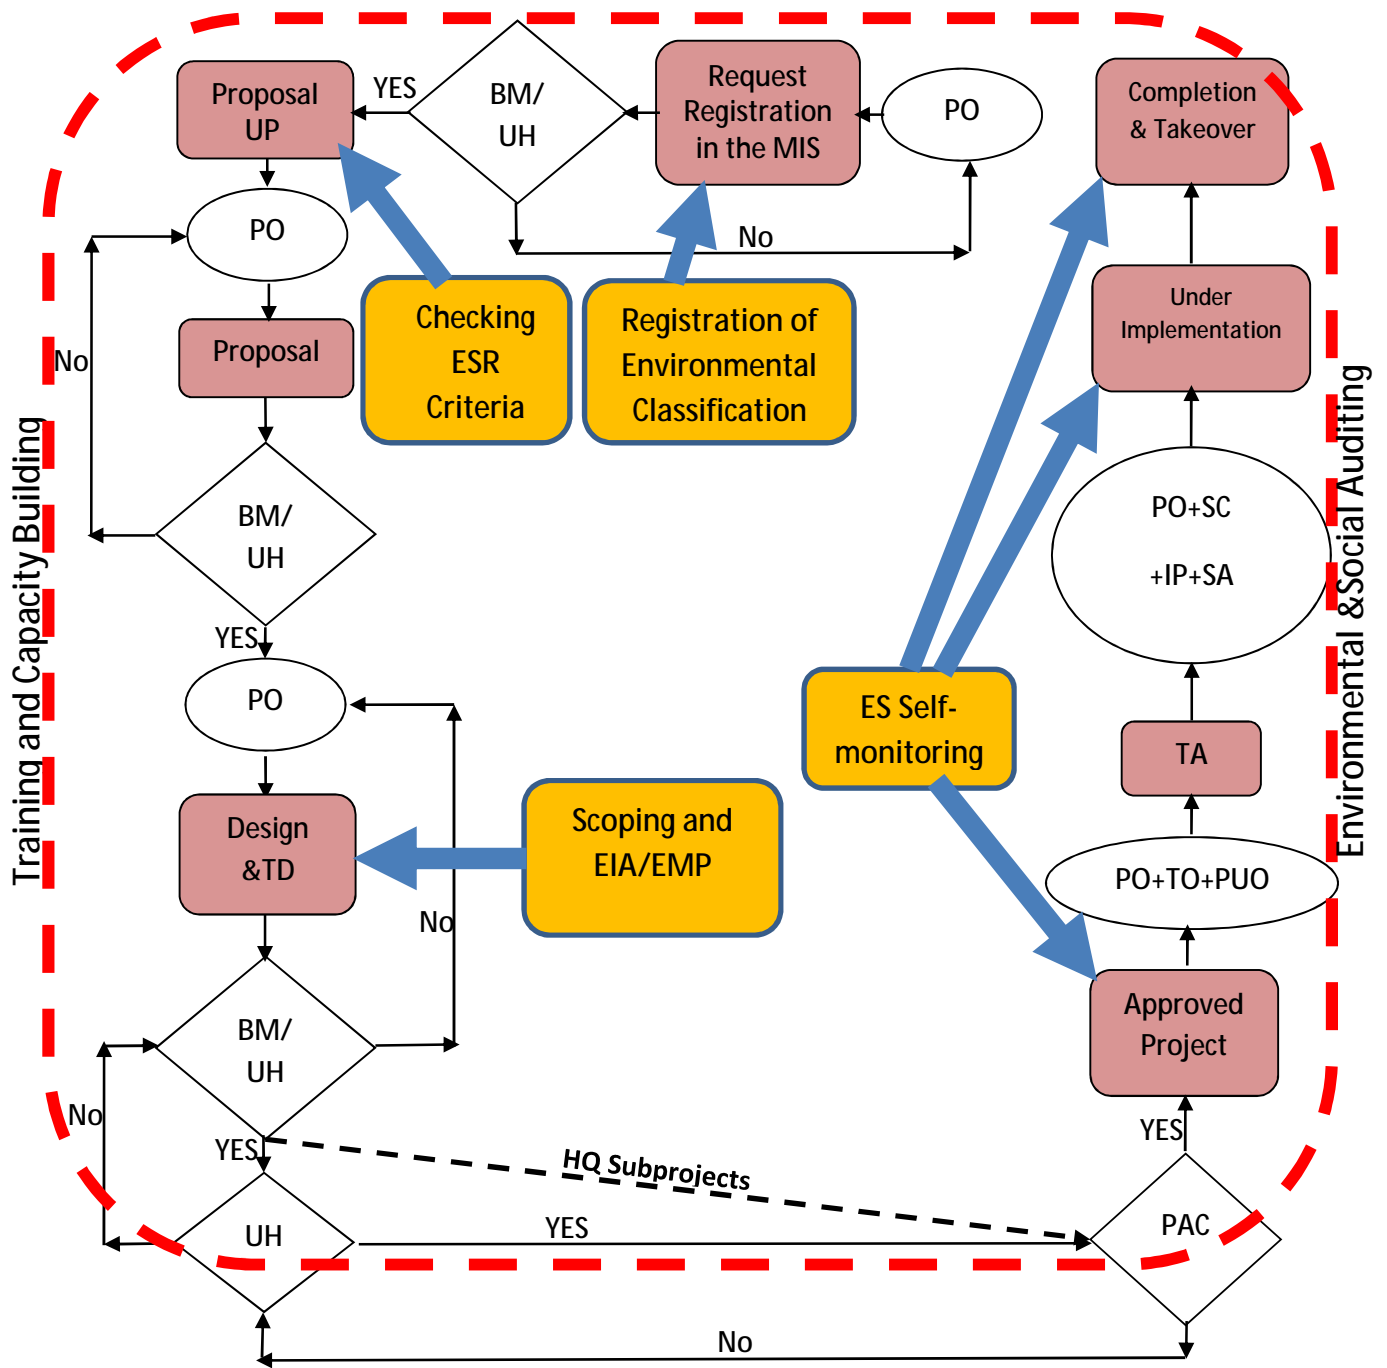 Proposal
UP
YES
BM/
UH
Request
Registration
in the MIS
PO
No
Completion
& Takeover
PO
No
Checking
ESR
Criteria
Registration of
Environmental
Classification
Under
Implementation
Proposal
BM/
UH
YES
PO
PO+SC
+IP+SA
ES Self-
monitoring
TA
Design
&TD
No
Scoping and
EIA/EMP
PO+TO+PUO
BM/
UH
Approved
Project
No
YES
HQ Subprojects
YES
UH
YES
PAC
No
Training and Capacity Building
Environmental &Social Auditing